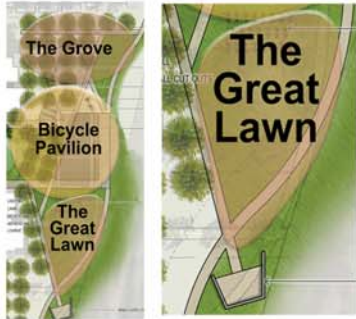 The Grove
Bicycle
Pavilion
The
Great
Lawn
The
Great
Lawn